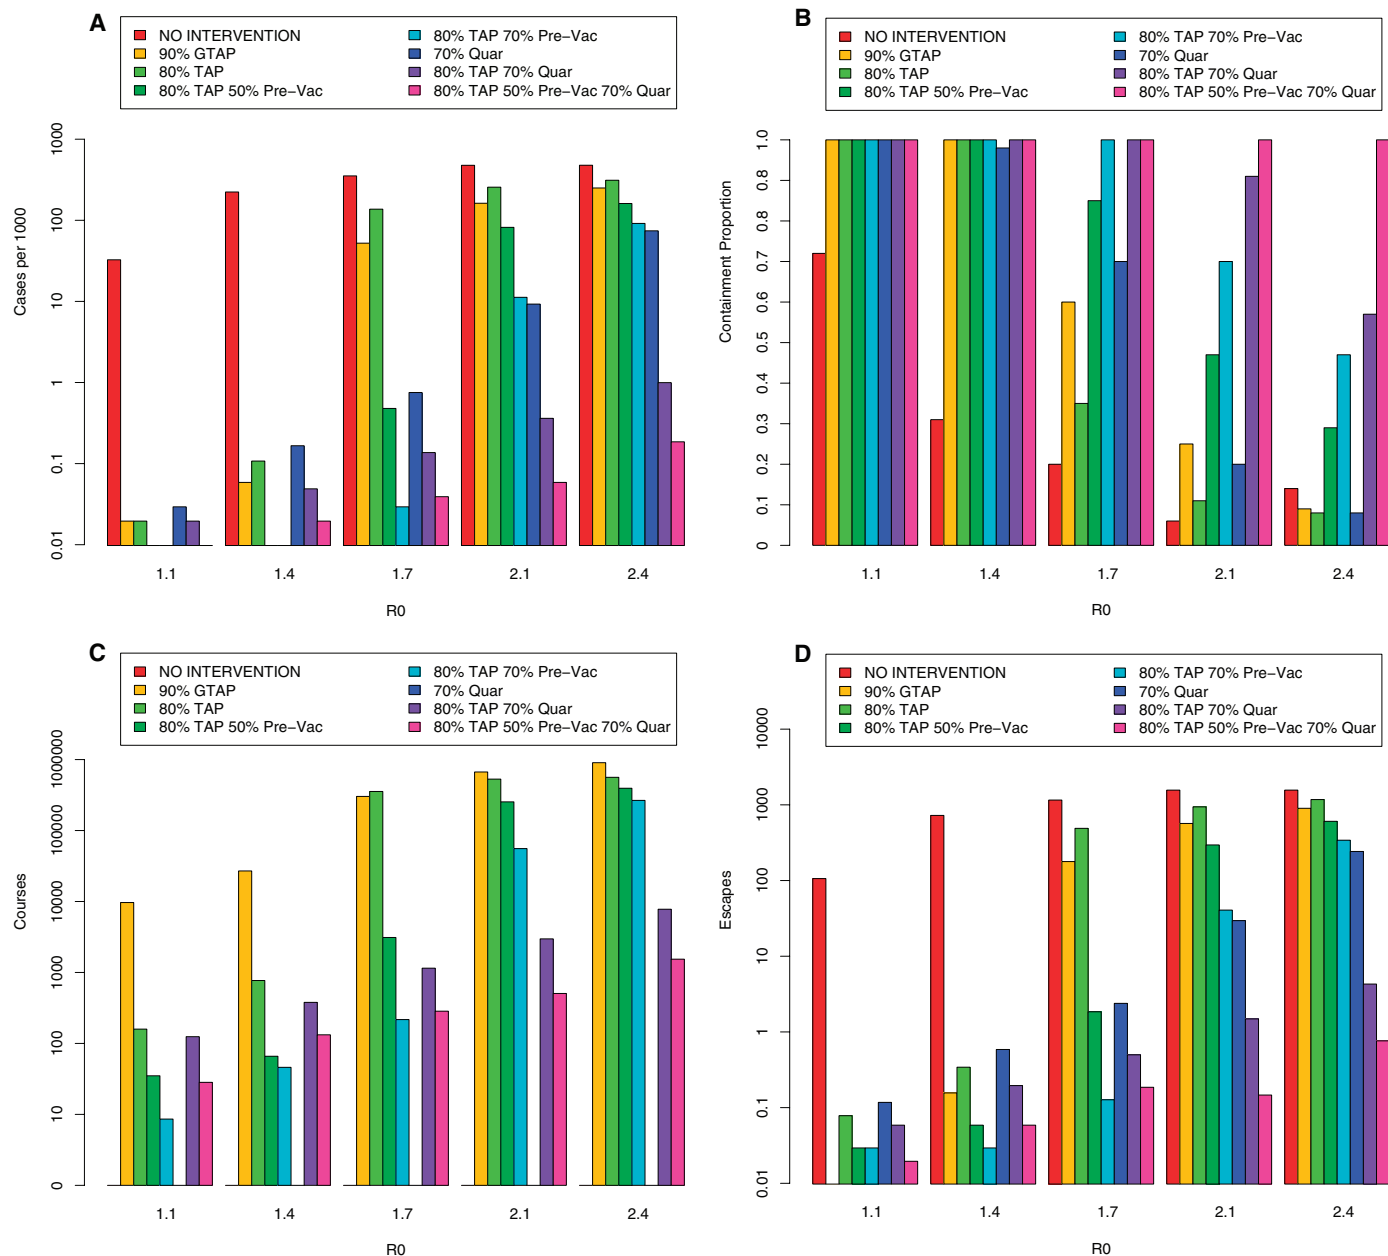 A
NO INTERVENTION
90% GTAP
80% TAP
80% TAP 50% Pre−Vac
80% TAP 70% Pre−Vac
70% Quar
80% TAP 70% Quar
80% TAP 50% Pre−Vac 70% Quar
Cases per 1000
1000
100
10
1
0.1
0.01
1.1 1.4 1.7 2.1 2.4
R0
B
NO INTERVENTION
90% GTAP
80% TAP
80% TAP 50% Pre−Vac
80% TAP 70% Pre−Vac
70% Quar
80% TAP 70% Quar
80% TAP 50% Pre−Vac 70% Quar
Containment Proportion
1.0
0.8
0.8
0.7
0.6
0.5
0.4
0.3
0.2
0.1
0
1.1 1.4 1.7 2.1 2.4
R0
C
NO INTERVENTION
90% GTAP
80% TAP
80% TAP 50% Pre−Vac
80% TAP 70% Pre−Vac
70% Quar
80% TAP 70% Quar
80% TAP 50% Pre−Vac 70% Quar
Courses
1000000
100000
10000
1000
100
10
0
1.1 1.4 1.7 2.1 2.4
R0
D
NO INTERVENTION
90% GTAP
80% TAP
80% TAP 50% Pre−Vac
80% TAP 70% Pre−Vac
70% Quar
80% TAP 70% Quar
80% TAP 50% Pre−Vac 70% Quar
Escapes
10000
1000
100
10
1
0.1
0.01
1.1 1.4 1.7 2.1 2.4
R0